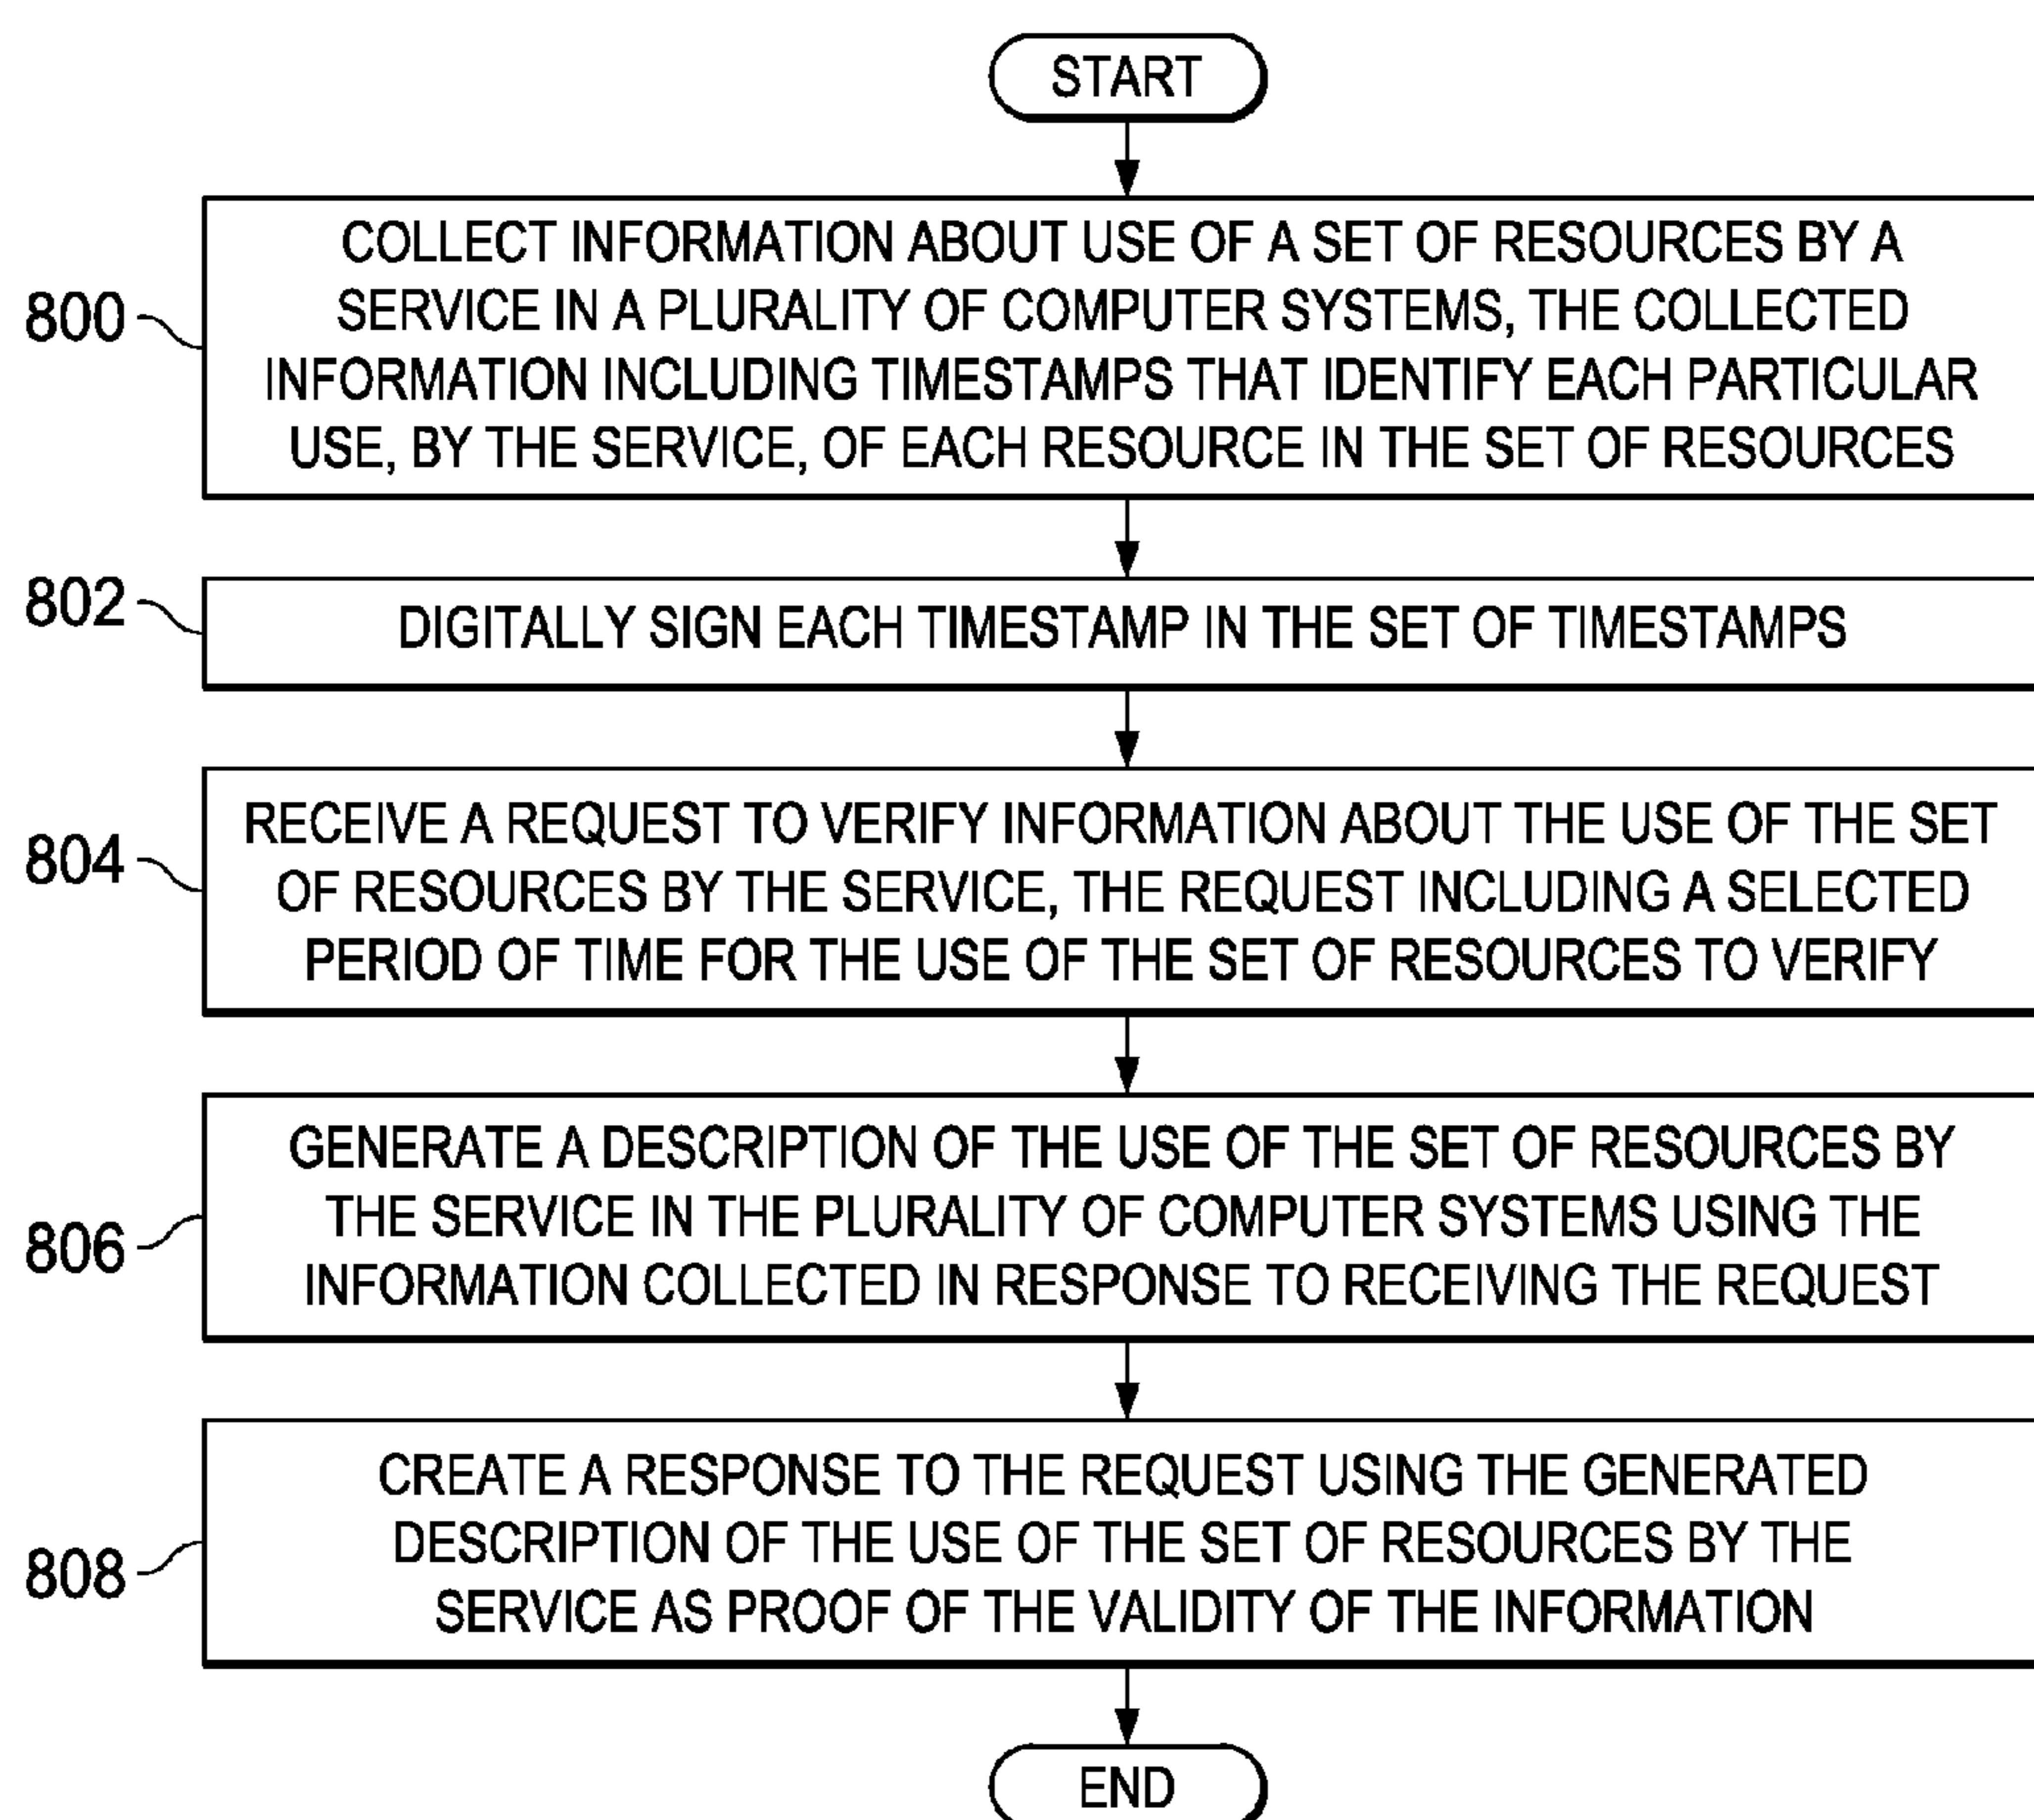 START
800
COLLECT INFORMATION ABOUT USE OF A SET OF RESOURCES BY A
SERVICE IN A PLURALITY OF COMPUTER SYSTEMS, THE COLLECTED
INFORMATION INCLUDING TIMESTAMPS THAT IDENTIFY EACH PARTICULAR
USE, BY THE SERVICE, OF EACH RESOURCE IN THE SET OF RESOURCES
802
DIGITALLY SIGN EACH TIMESTAMP IN THE SET OF TIMESTAMPS
804
RECEIVE A REQUEST TO VERIFY INFORMATION ABOUT THE USE OF THE SET
OF RESOURCES BY THE SERVICE, THE REQUEST INCLUDING A SELECTED
PERIOD OF TIME FOR THE USE OF THE SET OF RESOURCES TO VERIFY
806
GENERATE A DESCRIPTION OF THE USE OF THE SET OF RESOURCES BY
THE SERVICE IN THE PLURALITY OF COMPUTER SYSTEMS USING THE
INFORMATION COLLECTED IN RESPONSE TO RECEIVING THE REQUEST
808
CREATE A RESPONSE TO THE REQUEST USING THE GENERATED
DESCRIPTION OF THE USE OF THE SET OF RESOURCES BY THE
SERVICE AS PROOF OF THE VALIDITY OF THE INFORMATION
END